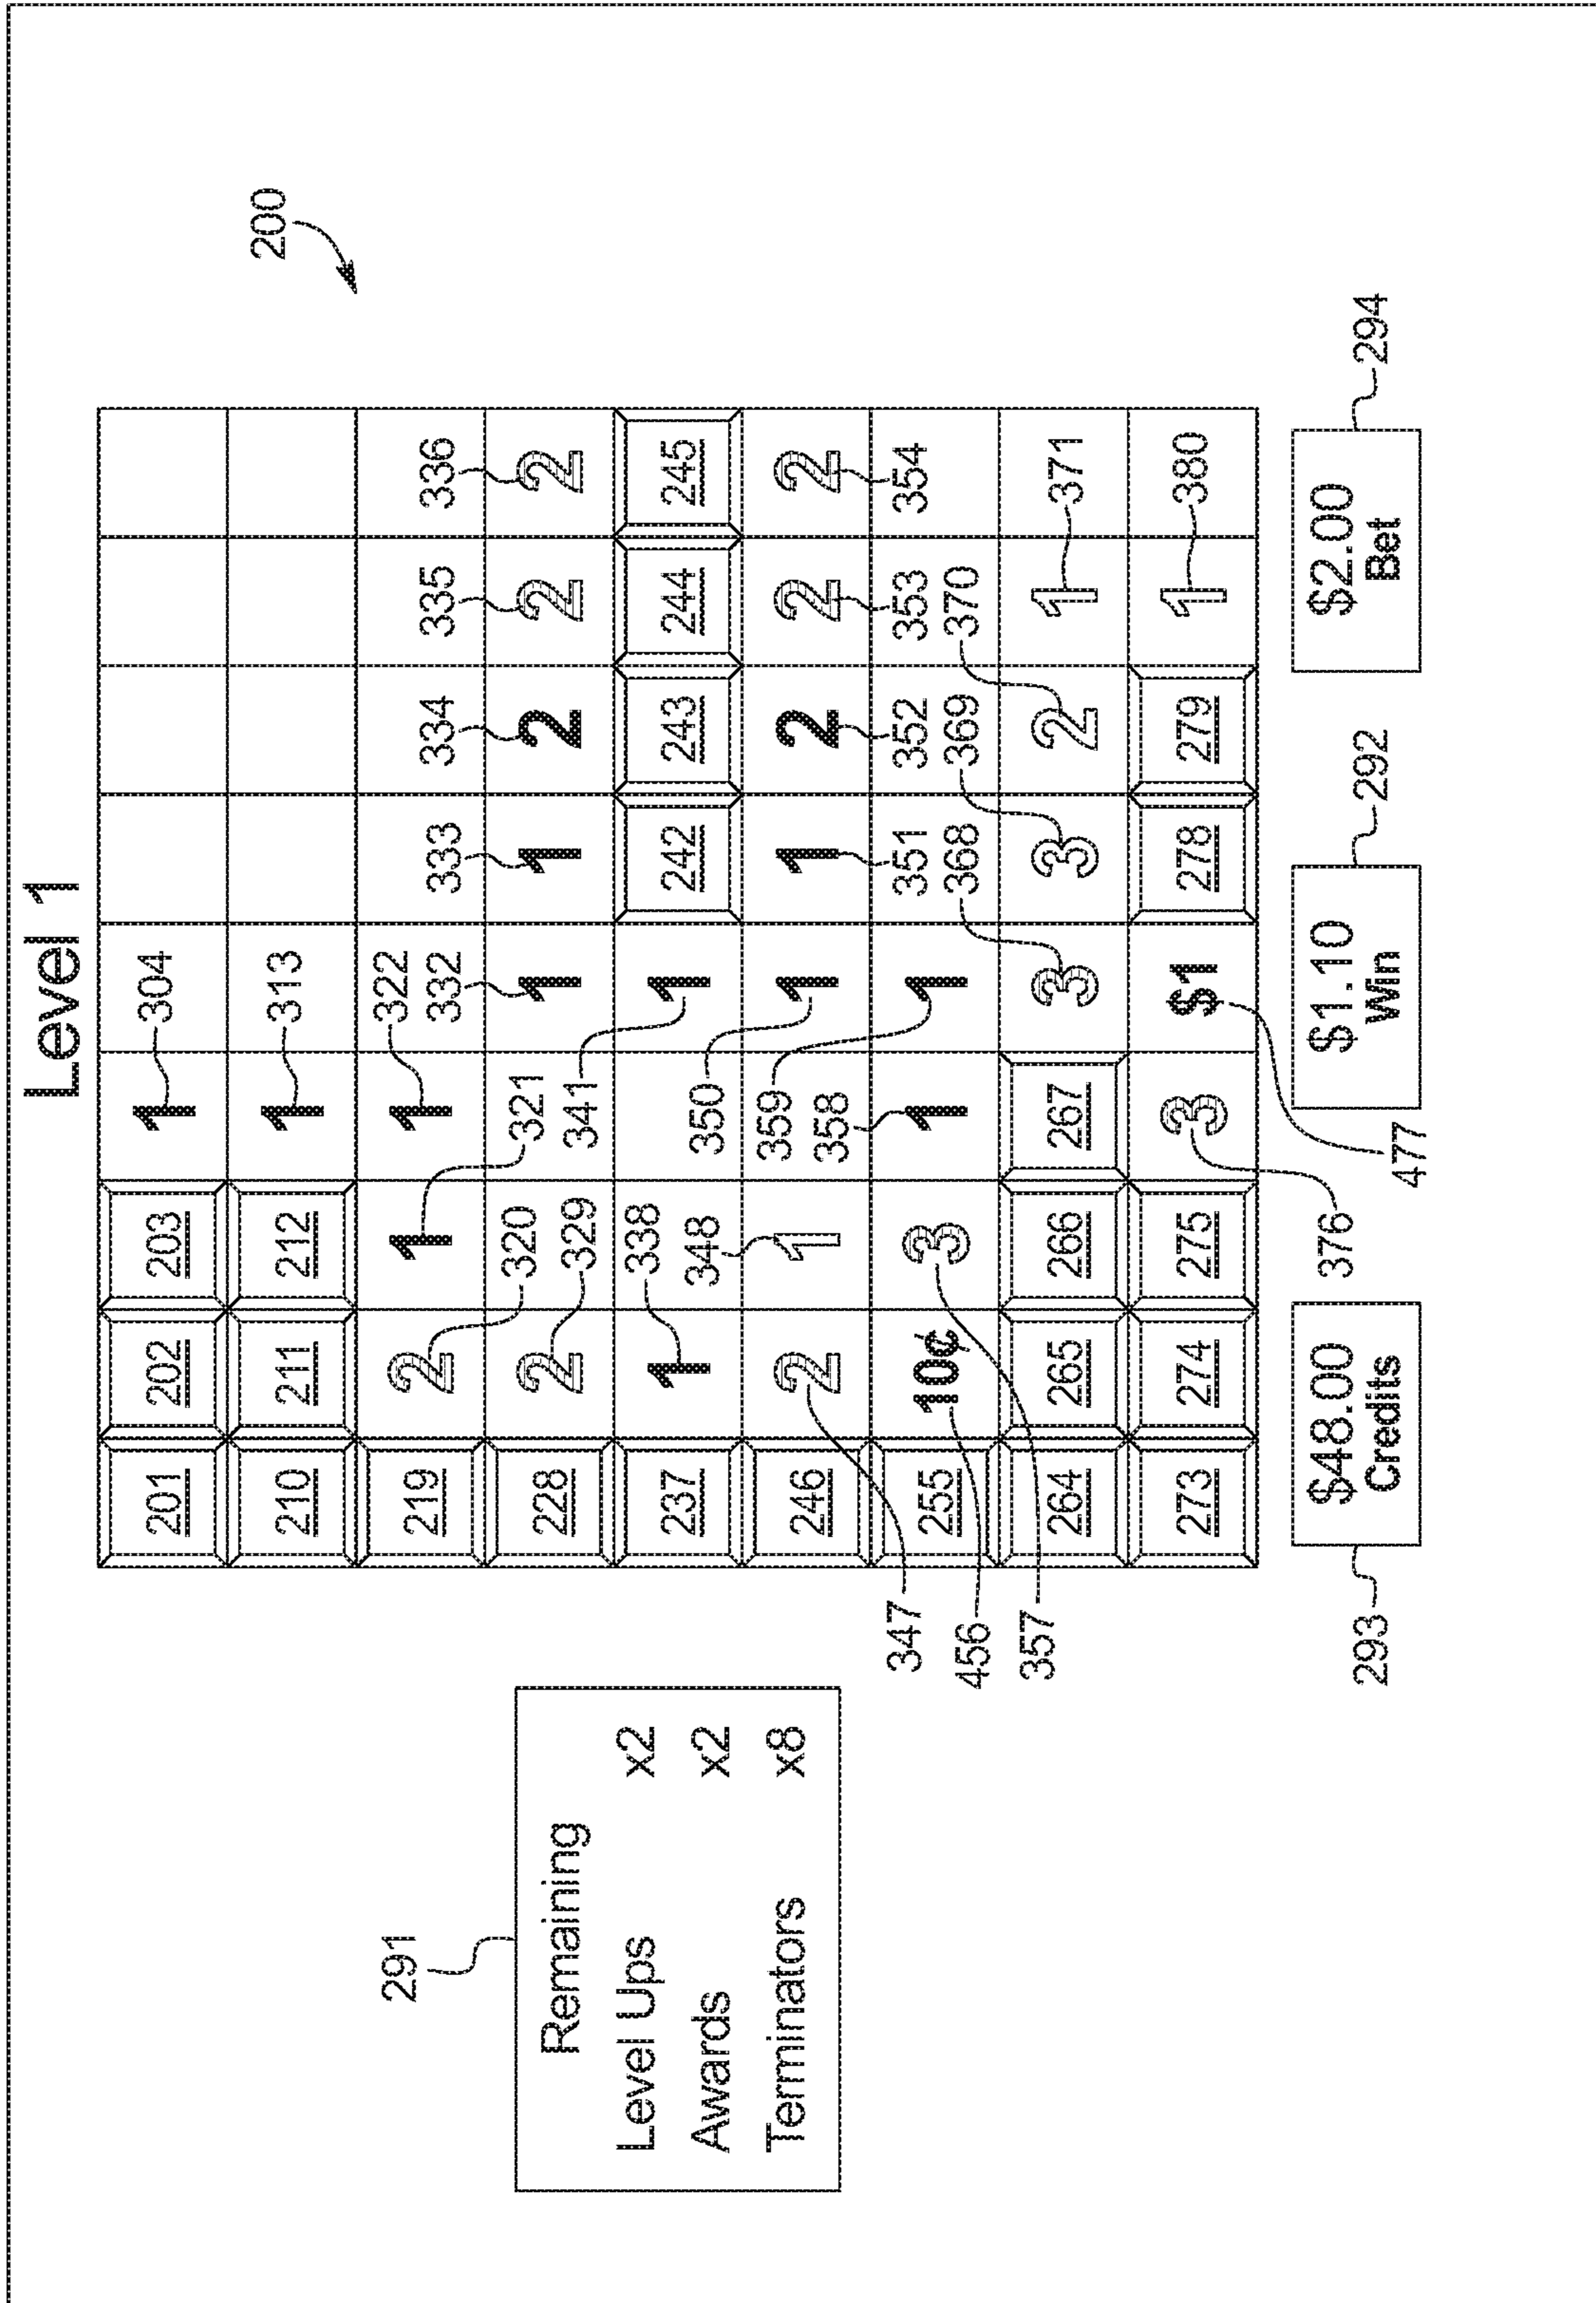 Level 1
200
201 202 203 1 304
210 211 212 1 313
219 2 1 1 322
332 333 334 335 336
320 321
228 2 1 1 2 2 2
329 341
338
237 1 1 242 243 244 245
348 350
246 2 1 1 1 2 2 2
359
358
347 351 352 353 354
255 10¢ 3 1 1
456 368 369 370
357
264 265 266 267 3 3 2 1 371
273 274 275 3 $1 278 279 1 380
291
Remaining
Level Ups x2
Awards x2
Terminators x8
376 477
293 292 294
$48.00
Credits
$1.10
Win
$2.00
Bet